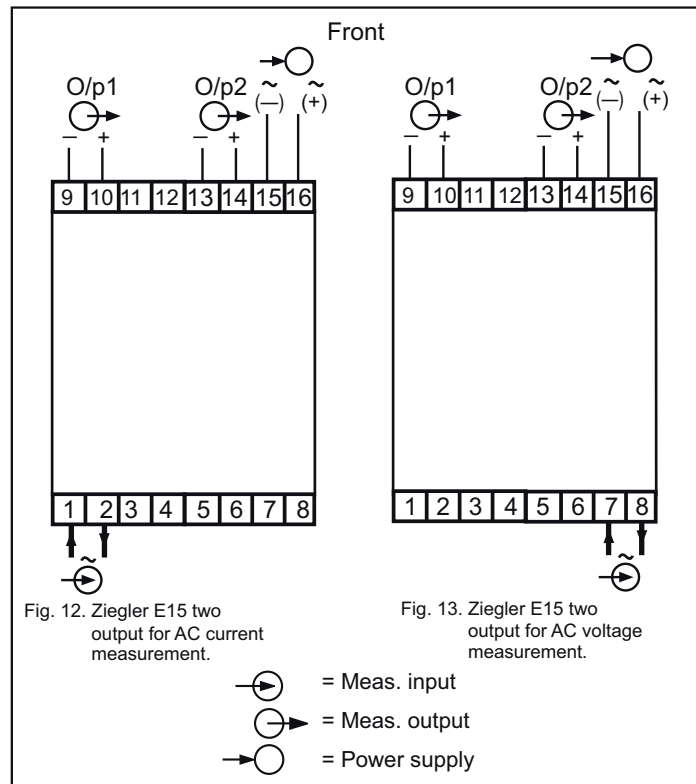 Front
O/p1
O/p2
~
~
(—)
(+)
– +
– +
9 10 11 12 13 14 15 16
1 2 3 4 5 6 7 8
~
Fig. 12. Ziegler E15 two
output for AC current
measurement.
O/p1
O/p2
~
~
(—)
(+)
– +
– +
9 10 11 12 13 14 15 16
1 2 3 4 5 6 7 8
~
Fig. 13. Ziegler E15 two
output for AC voltage
measurement.
= Meas. input
= Meas. output
= Power supply